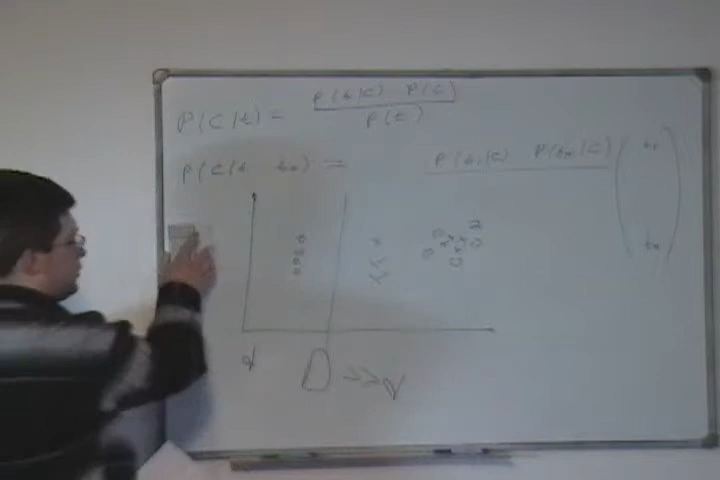 P(C|t) = P(t|C) P(C)
P(t)
P(C|t₁ tₙ) = P(t₁|C) P(tₙ|C) ( t₁
tₙ )
d D >> d